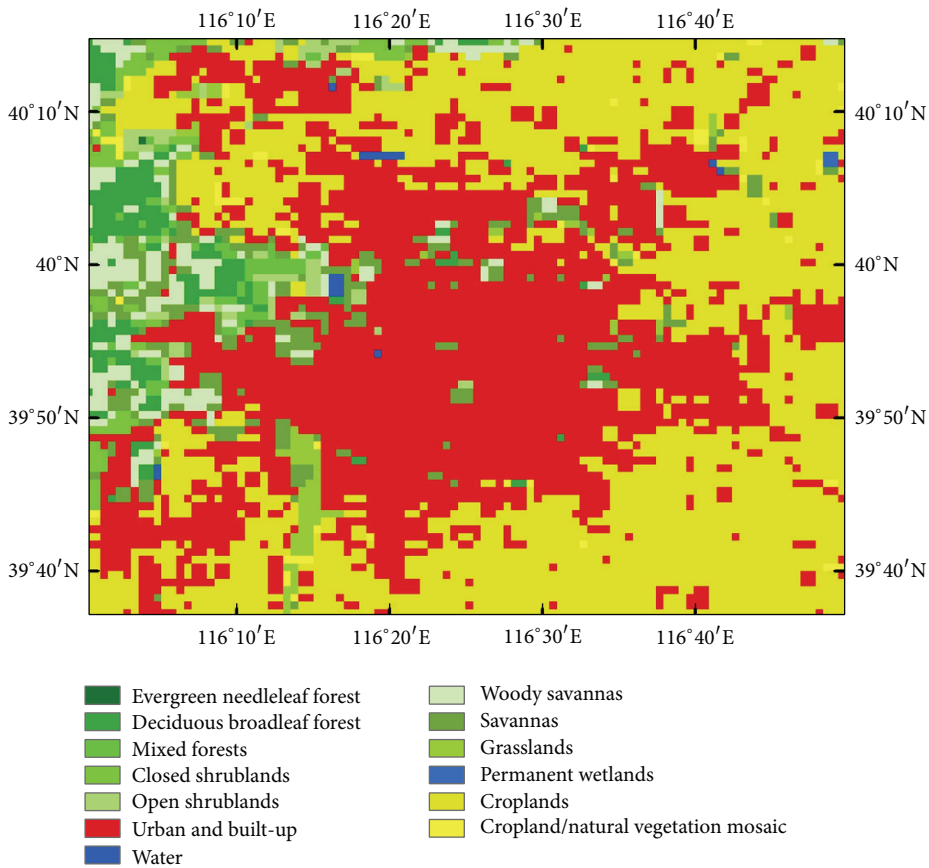 116°10′E 116°20′E 116°30′E 116°40′E
40°10′N 40°10′N
40°N 40°N
39°50′N 39°50′N
39°40′N 39°40′N
116°10′E 116°20′E 116°30′E 116°40′E
Evergreen needleleaf forest
Deciduous broadleaf forest
Mixed forests
Closed shrublands
Open shrublands
Urban and built-up
Water
Woody savannas
Savannas
Grasslands
Permanent wetlands
Croplands
Cropland/natural vegetation mosaic